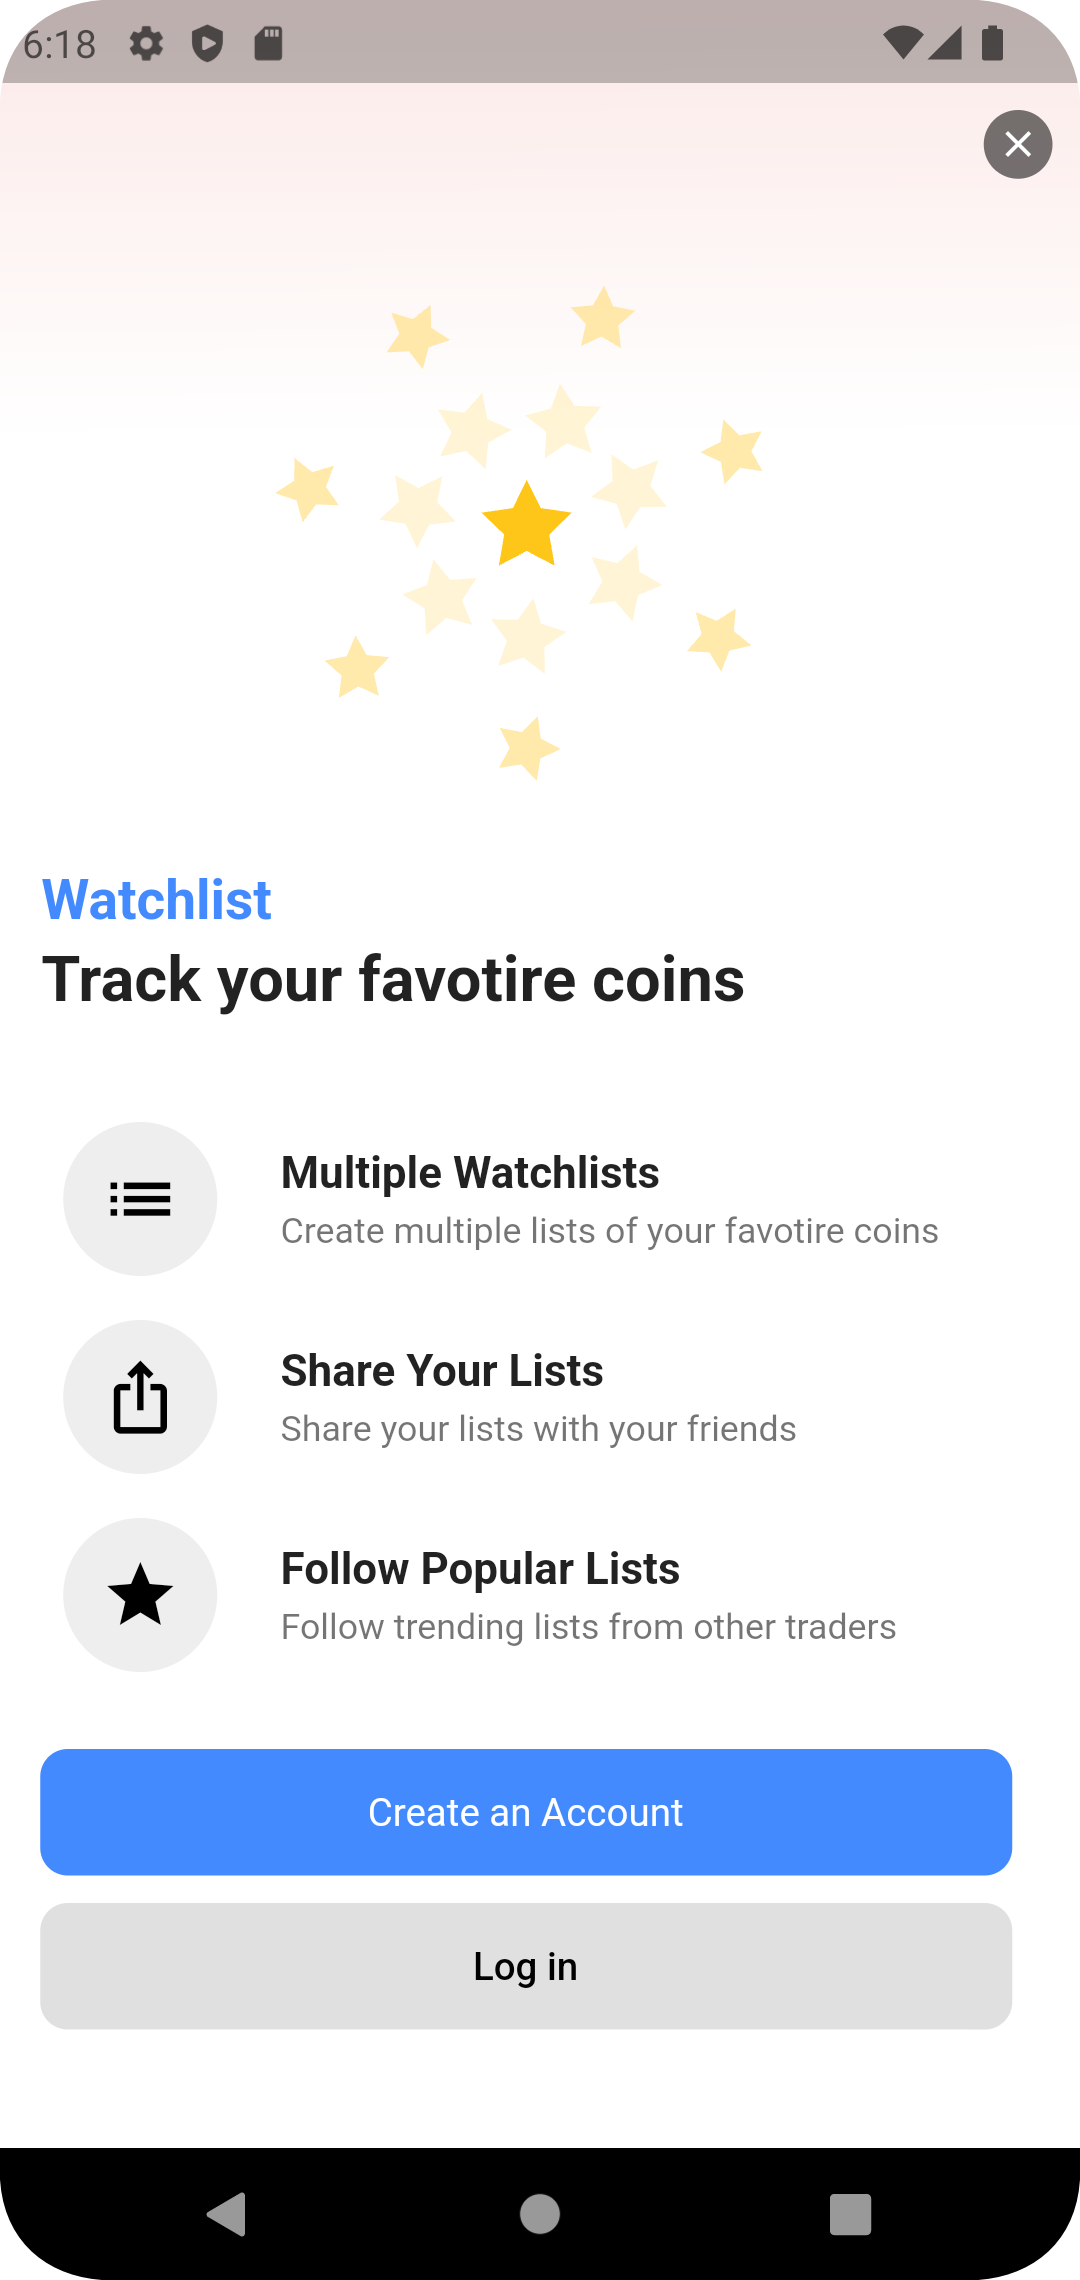 6:18
Watchlist
Track your favotire coins
Multiple Watchlists
Create multiple lists of your favotire coins
Share Your Lists
Share your lists with your friends
Follow Popular Lists
Follow trending lists from other traders
Create an Account
Log in